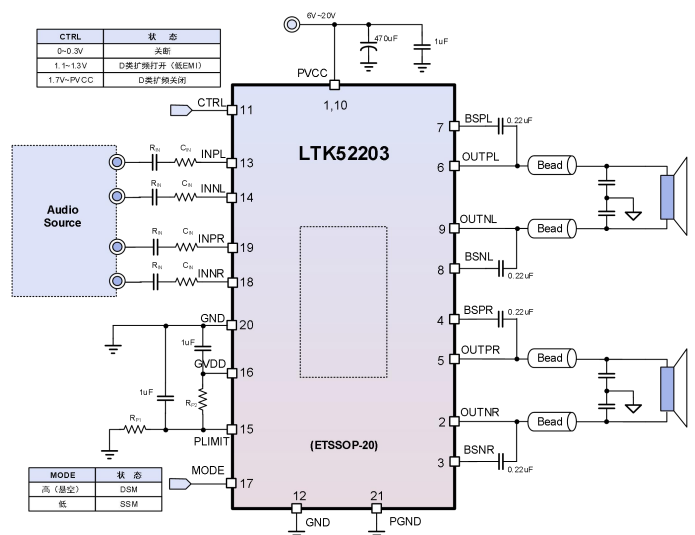 6V~20V
470uF
1uF
CTRL 状 态
0~0.3V 关断
1.1~1.3V D类扩频打开（低EMI）
1.7V~PVCC D类扩频关闭
PVCC
1,10
CTRL 11
LTK52203
7 BSPL 0.22uF
6 OUTPL Bead
9 OUTNL Bead
8 BSNL 0.22uF
4 BSPR 0.22uF
5 OUTPR Bead
2 OUTNR Bead
3 BSNR 0.22uF
Audio
Source
RIN CIN INPL 13
RIN CIN INNL 14
RIN CIN INPR 19
RIN CIN INNR 18
GND 20
1uF
GVDD 16
1uF
RP2
RP1
15
PLIMIT
(ETSSOP-20)
MODE 17
MODE 状 态
高（悬空） DSM
低 SSM
12
GND
21
PGND